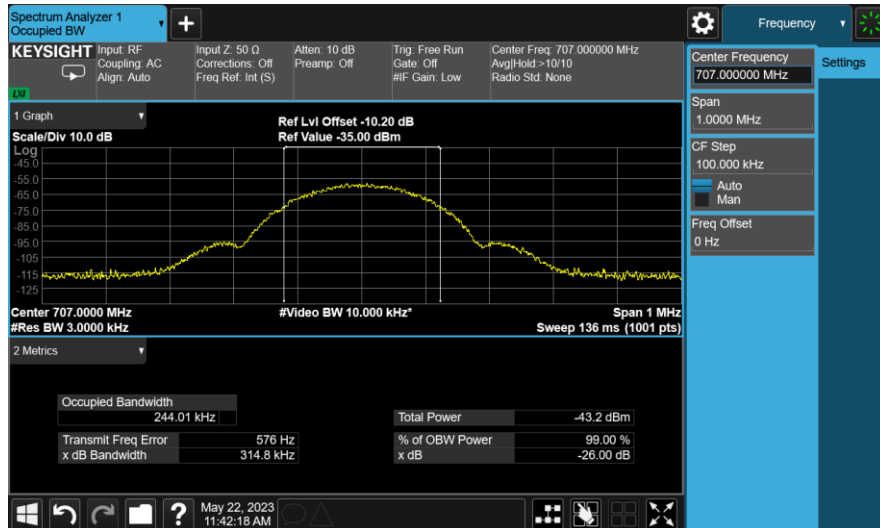 Spectrum Analyzer 1
Occupied BW
Frequency
KEYSIGHT
Input: RF
Coupling: AC
Align: Auto
Input Z: 50 Ω
Corrections: Off
Freq Ref: Int (S)
Atten: 10 dB
Preamp: Off
Trig: Free Run
Gate: Off
#IF Gain: Low
Center Freq: 707.000000 MHz
Avg|Hold:>10/10
Radio Std: None
LXI
1 Graph
Scale/Div 10.0 dB
Ref Lvl Offset -10.20 dB
Ref Value -35.00 dBm
Log
-45.0
-55.0
-65.0
-75.0
-85.0
-95.0
-105
-115
-125
Center 707.0000 MHz
#Video BW 10.000 kHz*
Span 1 MHz
#Res BW 3.0000 kHz
Sweep 136 ms (1001 pts)
2 Metrics
Occupied Bandwidth
244.01 kHz
Transmit Freq Error 576 Hz
x dB Bandwidth 314.8 kHz
Total Power -43.2 dBm
% of OBW Power 99.00 %
x dB -26.00 dB
May 22, 2023
11:42:18 AM
Center Frequency
707.000000 MHz
Settings
Span
1.0000 MHz
CF Step
100.000 kHz
Auto
Man
Freq Offset
0 Hz